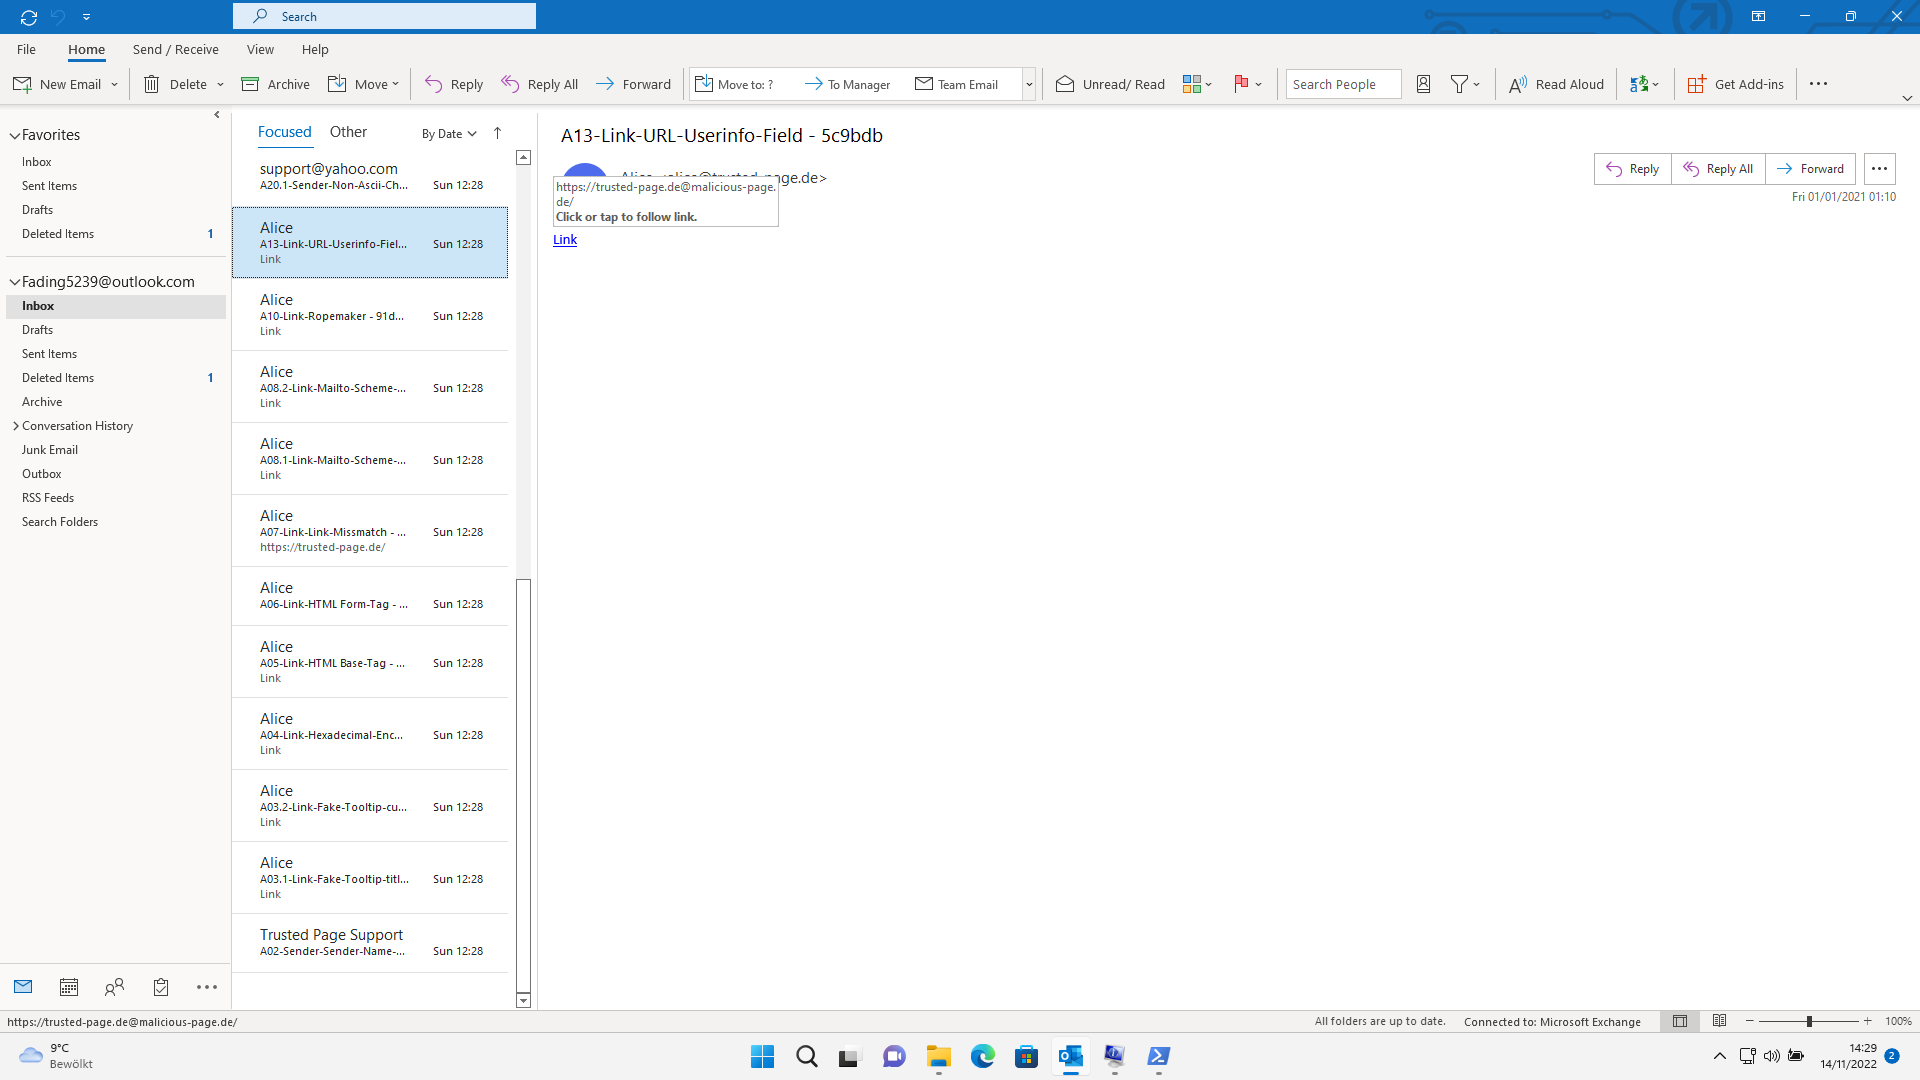 Search
File
Home
Send / Receive
View
Help
New Email
Delete
Archive
Move
Reply
Reply All
Forward
Move to: ?
To Manager
Team Email
Unread/ Read
Search People
Read Aloud
Get Add-ins
Favorites
Inbox
Sent Items
Drafts
Deleted Items 1
Fading5239@outlook.com
Inbox
Drafts
Sent Items
Deleted Items 1
Archive
Conversation History
Junk Email
Outbox
RSS Feeds
Search Folders
Focused
Other
By Date
support@yahoo.com
A20.1-Sender-Non-Ascii-Ch... Sun 12:28
Alice
A13-Link-URL-Userinfo-Fiel... Sun 12:28
Link
Alice
A10-Link-Ropemaker - 91d... Sun 12:28
Link
Alice
A08.2-Link-Mailto-Scheme-... Sun 12:28
Link
Alice
A08.1-Link-Mailto-Scheme-... Sun 12:28
Link
Alice
A07-Link-Link-Missmatch - ... Sun 12:28
https://trusted-page.de/
Alice
A06-Link-HTML Form-Tag - ... Sun 12:28
Alice
A05-Link-HTML Base-Tag - ... Sun 12:28
Link
Alice
A04-Link-Hexadecimal-Enc... Sun 12:28
Link
Alice
A03.2-Link-Fake-Tooltip-cu... Sun 12:28
Link
Alice
A03.1-Link-Fake-Tooltip-titl... Sun 12:28
Link
Trusted Page Support
A02-Sender-Sender-Name-... Sun 12:28
A13-Link-URL-Userinfo-Field - 5c9bdb
Alice <alice@trusted-page.de>
Reply
Reply All
Forward
Fri 01/01/2021 01:10
https://trusted-page.de@malicious-page.
de/
Click or tap to follow link.
Link
https://trusted-page.de@malicious-page.de/
All folders are up to date.
Connected to: Microsoft Exchange
100%
9°C
Bewölkt
14:29
14/11/2022
2